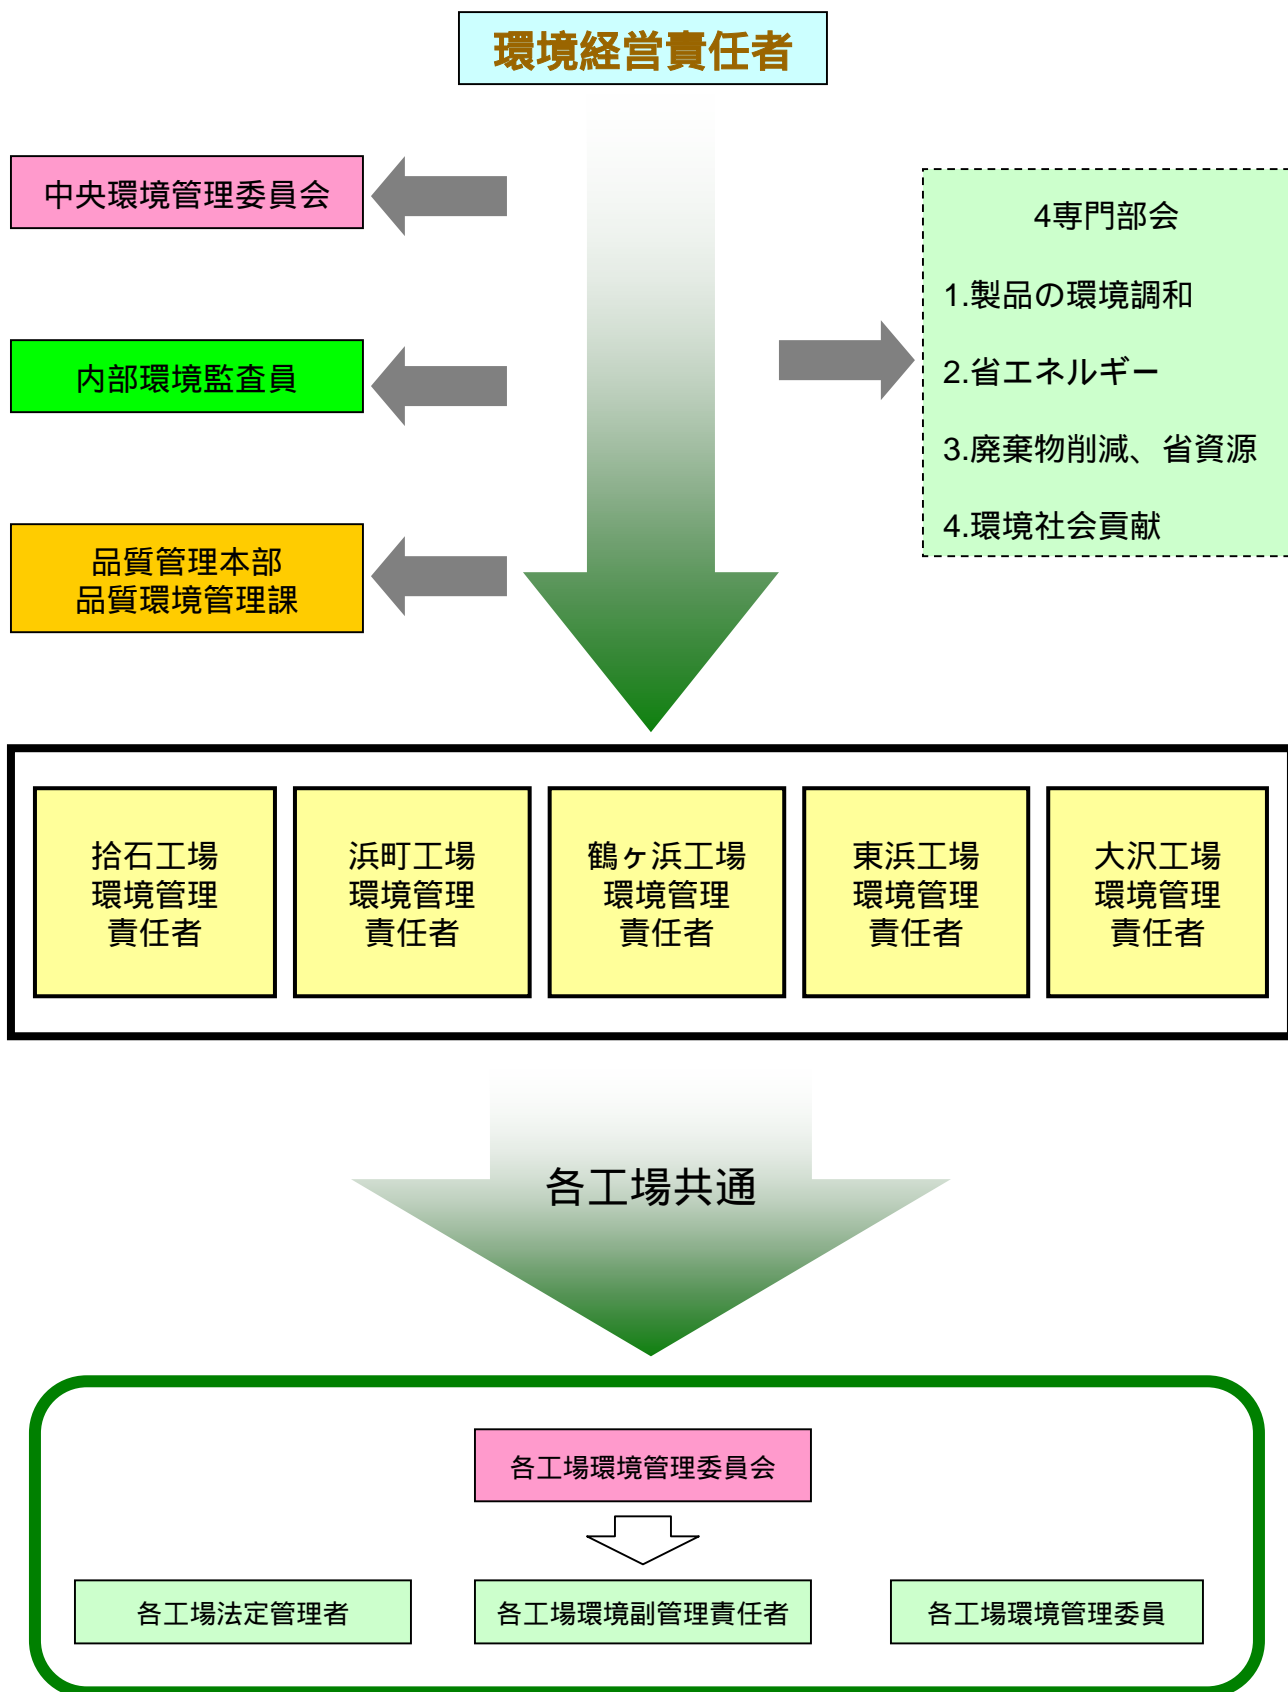 環境経営責任者
中央環境管理委員会
内部環境監査員
品質管理本部
品質環境管理課
4専門部会
1.製品の環境調和
2.省エネルギー
3.廃棄物削減、省資源
4.環境社会貢献
拾石工場
環境管理
責任者
浜町工場
環境管理
責任者
鶴ヶ浜工場
環境管理
責任者
東浜工場
環境管理
責任者
大沢工場
環境管理
責任者
各工場共通
各工場環境管理委員会
各工場法定管理者
各工場環境副管理責任者
各工場環境管理委員